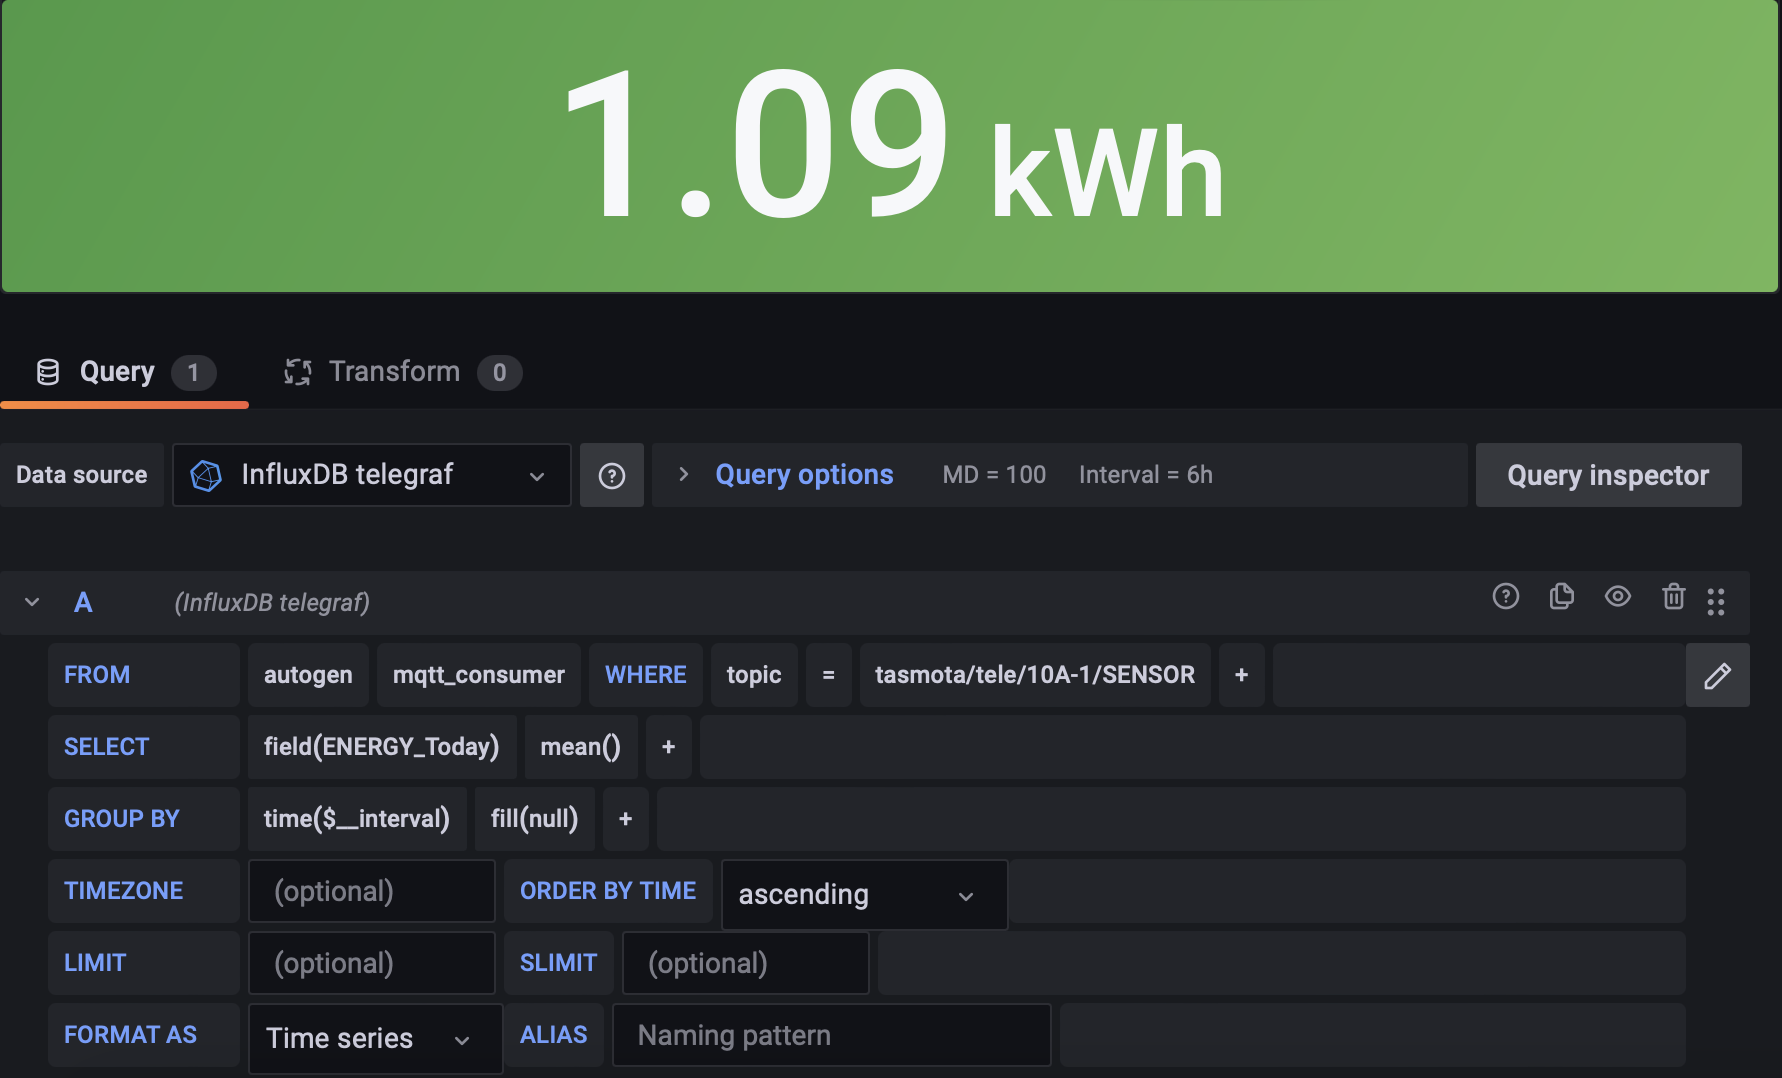 1.09 kWh
Query 1 Transform 0
Data source InfluxDB telegraf Query options MD = 100 Interval = 6h Query inspector
A (InfluxDB telegraf)
FROM autogen mqtt_consumer WHERE topic = tasmota/tele/10A-1/SENSOR +
SELECT field(ENERGY_Today) mean() +
GROUP BY time($__interval) fill(null) +
TIMEZONE (optional) ORDER BY TIME ascending
LIMIT (optional) SLIMIT (optional)
FORMAT AS Time series ALIAS Naming pattern